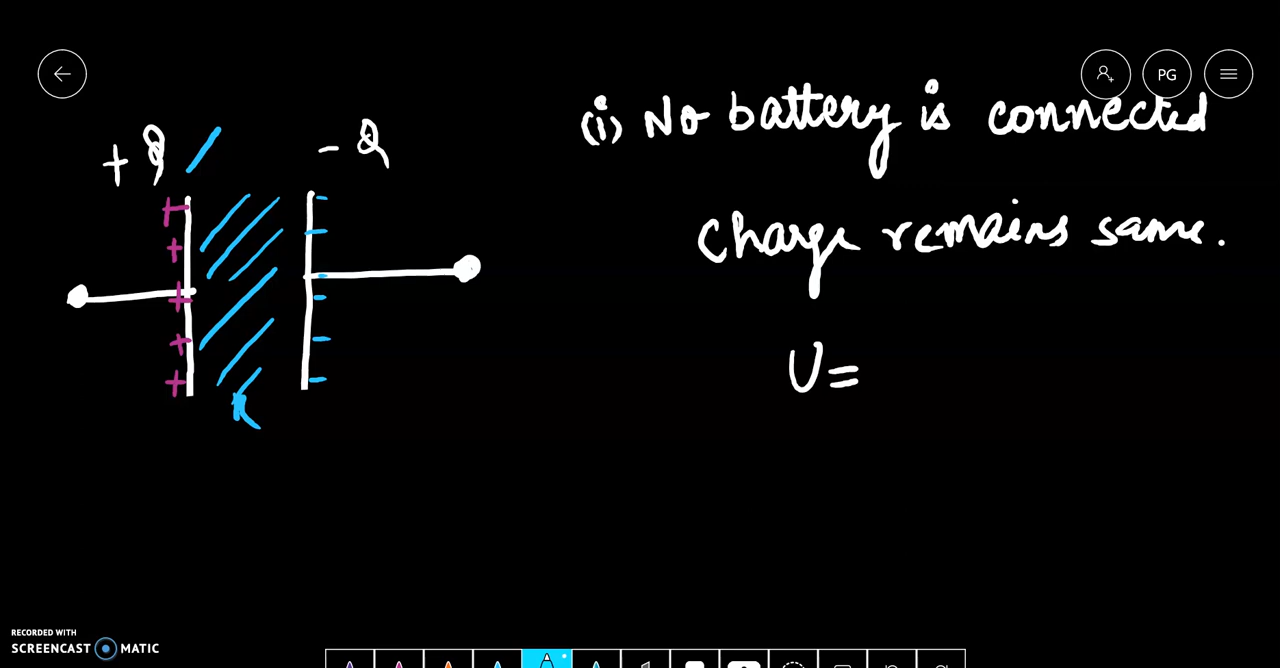 PG
(i) No battery is connected
+ Q
- Q
charge remains same.
U=
K
RECORDED WITH
SCREENCAST MATIC